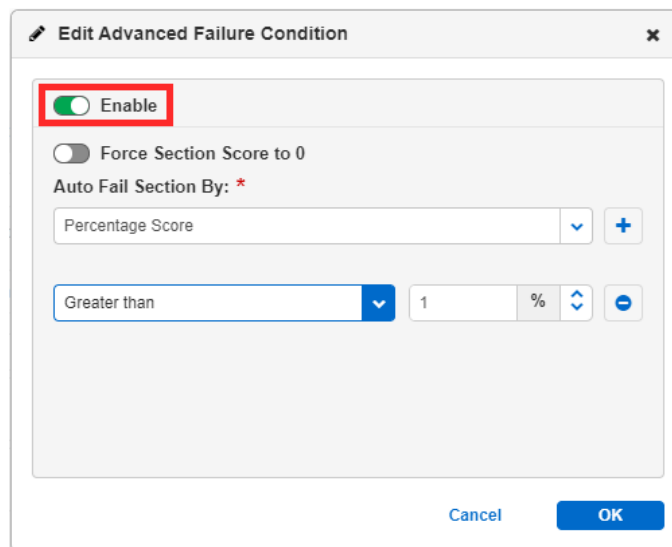 Edit Advanced Failure Condition
Enable
Force Section Score to 0
Auto Fail Section By: *
Percentage Score
Greater than
1
%
Cancel
OK